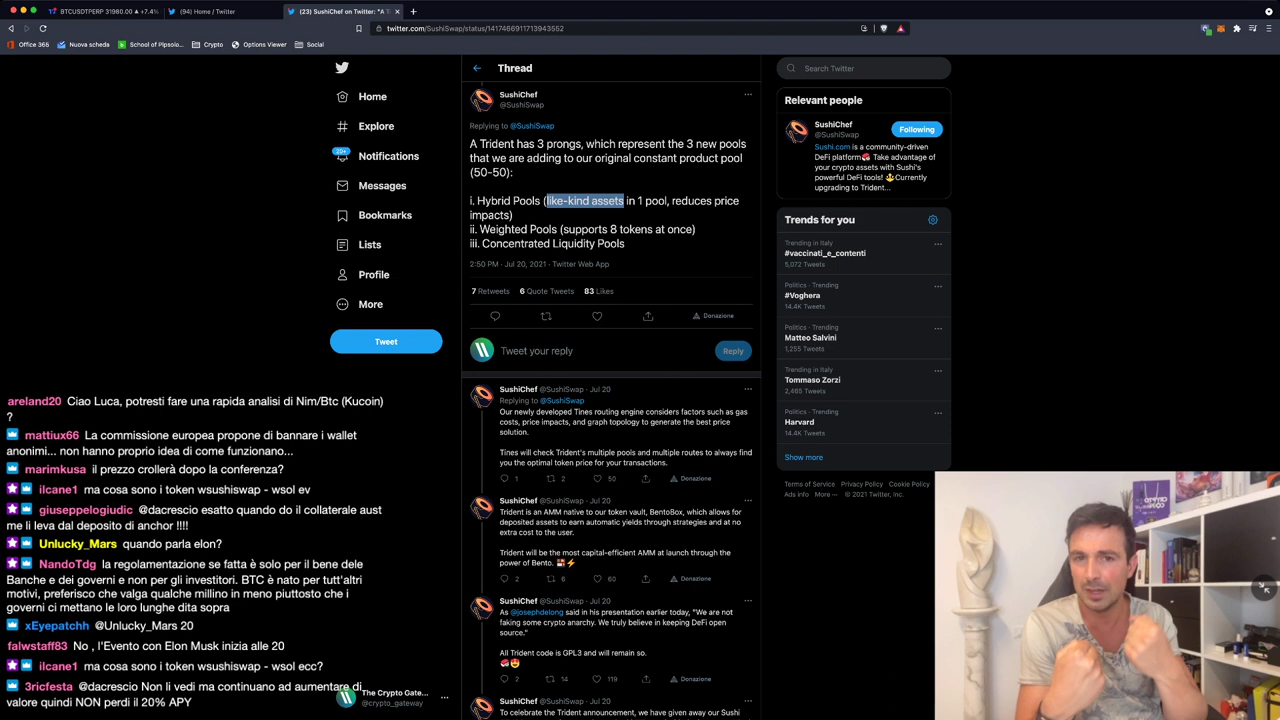 BTCUSDTPERP 31980.00 ▲ +7.4%
(94) Home / Twitter
(23) SushiChef on Twitter: "A T
twitter.com/SushiSwap/status/1417466911713943552
Office 365
Nuova scheda
School of Pipsolo...
Crypto
Options Viewer
Social
Home
Explore
20+
Notifications
Messages
Bookmarks
Lists
Profile
More
Tweet
Thread
SushiChef
@SushiSwap
Replying to @SushiSwap
A Trident has 3 prongs, which represent the 3 new pools
that we are adding to our original constant product pool
(50-50):
i. Hybrid Pools (like-kind assets in 1 pool, reduces price
impacts)
ii. Weighted Pools (supports 8 tokens at once)
iii. Concentrated Liquidity Pools
2:50 PM · Jul 20, 2021 · Twitter Web App
7 Retweets 6 Quote Tweets 83 Likes
Donazione
Tweet your reply
Reply
SushiChef @SushiSwap · Jul 20
Replying to @SushiSwap
Our newly developed Tines routing engine considers factors such as gas
costs, price impacts, and graph topology to generate the best price
solution.
Tines will check Trident's multiple pools and multiple routes to always find
you the optimal token price for your transactions.
1 2 50 Donazione
SushiChef @SushiSwap · Jul 20
Trident is an AMM native to our token vault, BentoBox, which allows for
deposited assets to earn automatic yields through strategies and at no
extra cost to the user.
Trident will be the most capital-efficient AMM at launch through the
power of Bento. 🍱⚡
2 6 60 Donazione
SushiChef @SushiSwap · Jul 20
As @josephdelong said in his presentation earlier today, "We are not
faking some crypto anarchy. We truly believe in keeping DeFi open
source."
All Trident code is GPL3 and will remain so.
2 14 119 Donazione
SushiChef @SushiSwap · Jul 20
To celebrate the Trident announcement, we have given away our Sushi
Search Twitter
Relevant people
SushiChef
@SushiSwap
Following
Sushi.com is a community-driven
DeFi platform🍣 Take advantage of
your crypto assets with Sushi's
powerful DeFi tools! Currently
upgrading to Trident...
Trends for you
Trending in Italy
#vaccinati_e_contenti
5,072 Tweets
Politics · Trending
#Voghera
14.4K Tweets
Politics · Trending
Matteo Salvini
1,255 Tweets
Trending in Italy
Tommaso Zorzi
2,465 Tweets
Politics · Trending
Harvard
14.4K Tweets
Show more
Terms of Service Privacy Policy Cookie Policy
Ads info More ··· © 2021 Twitter, Inc.
areland20 Ciao Luca, potresti fare una rapida analisi di Nim/Btc (Kucoin)
?
mattiux66 La commissione europea propone di bannare i wallet
anonimi... non hanno proprio idea di come funzionano...
marimkusa il prezzo crollerà dopo la conferenza?
ilcane1 ma cosa sono i token wsushiswap - wsol ev
giuseppelogiudic @dacrescio esatto quando do il collaterale aust
me li leva dal deposito di anchor !!!!
Unlucky_Mars quando parla elon?
NandoTdg la regolamentazione se fatta è solo per il bene delle
Banche e dei governi e non per gli investitori. BTC è nato per tutt'altri
motivi, preferisco che valga qualche millino in meno piuttosto che i
governi ci mettano le loro lunghe dita sopra
xEyepatchh @Unlucky_Mars 20
falwstaff83 No , l'Evento con Elon Musk inizia alle 20
ilcane1 ma cosa sono i token wsushiswap - wsol ecc?
3ricfesta @dacrescio Non li vedi ma continuano ad aumentare di
valore quindi NON perdi il 20% APY
The Crypto Gate...
@crypto_gateway